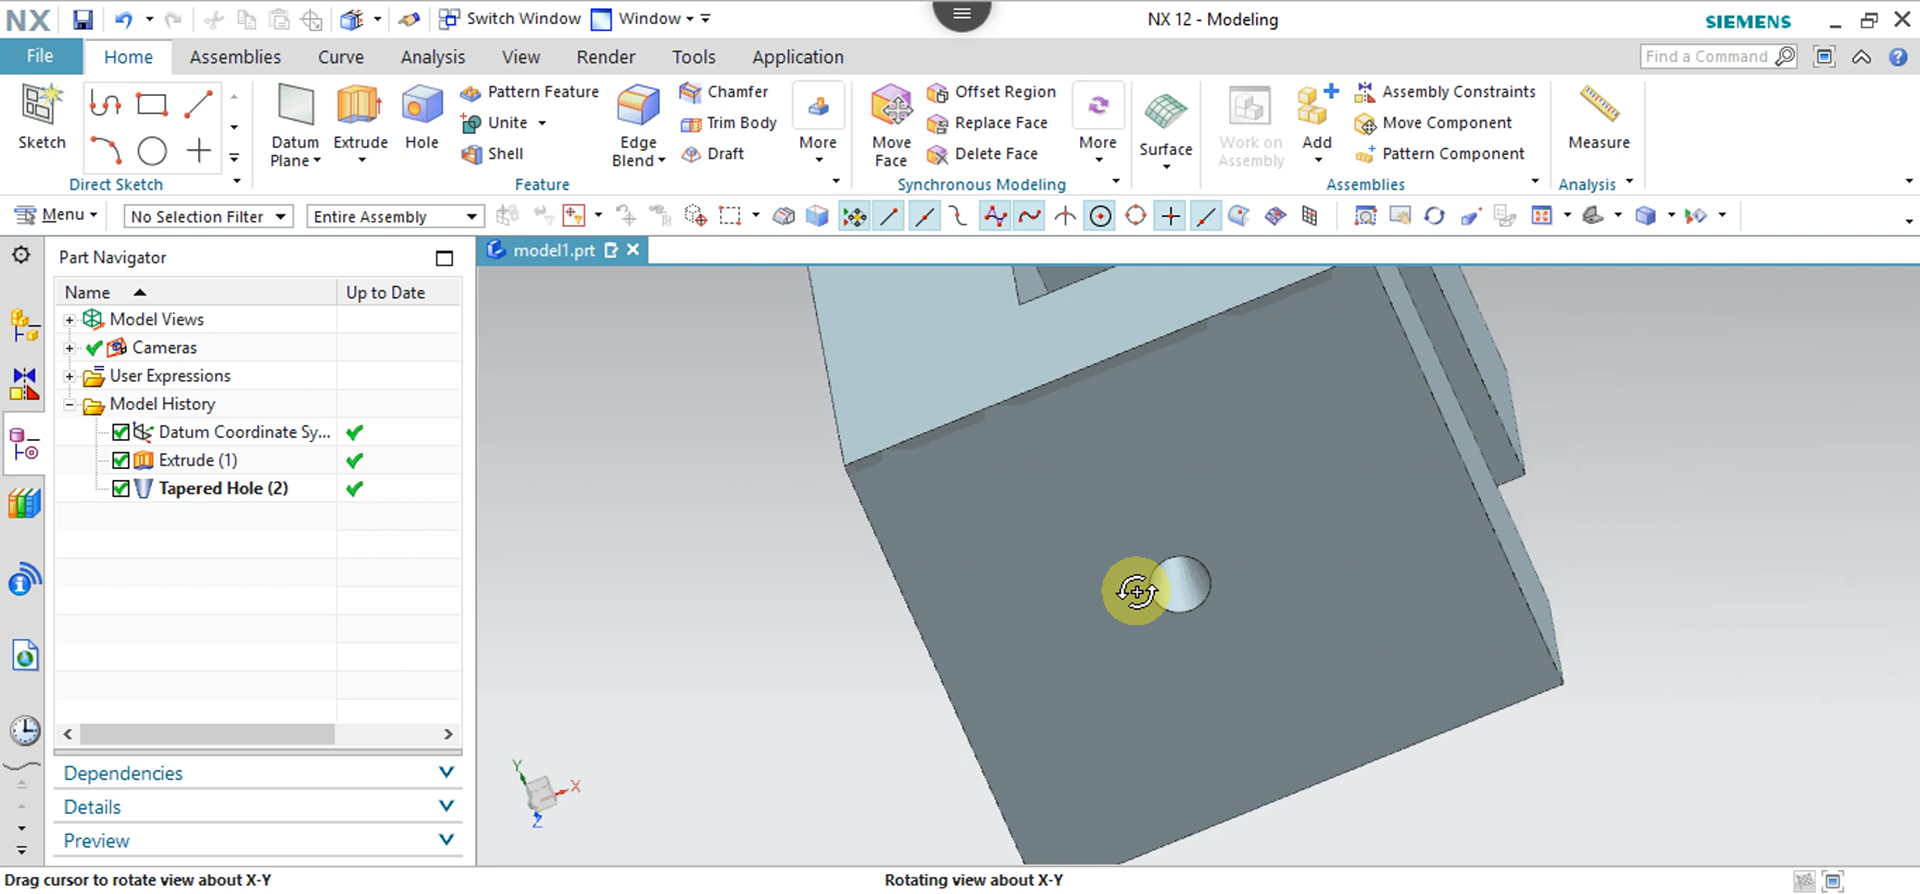 NX Switch Window Window NX 12 - Modeling SIEMENS
File Home Assemblies Curve Analysis View Render Tools Application Find a Command
Sketch
Direct Sketch
Datum Plane
Extrude
Hole
Pattern Feature
Unite
Shell
Edge Blend
Chamfer
Trim Body
Draft
More
Feature
Move Face
Offset Region
Replace Face
Delete Face
More
Synchronous Modeling
Surface
Work on Assembly
Add
Assembly Constraints
Move Component
Pattern Component
Assemblies
Measure
Analysis
Menu No Selection Filter Entire Assembly
Part Navigator
model1.prt
Name Up to Date
Model Views
Cameras
User Expressions
Model History
Datum Coordinate Sy...
Extrude (1)
Tapered Hole (2)
Dependencies
Details
Preview
Y
X
Z
Drag cursor to rotate view about X-Y Rotating view about X-Y